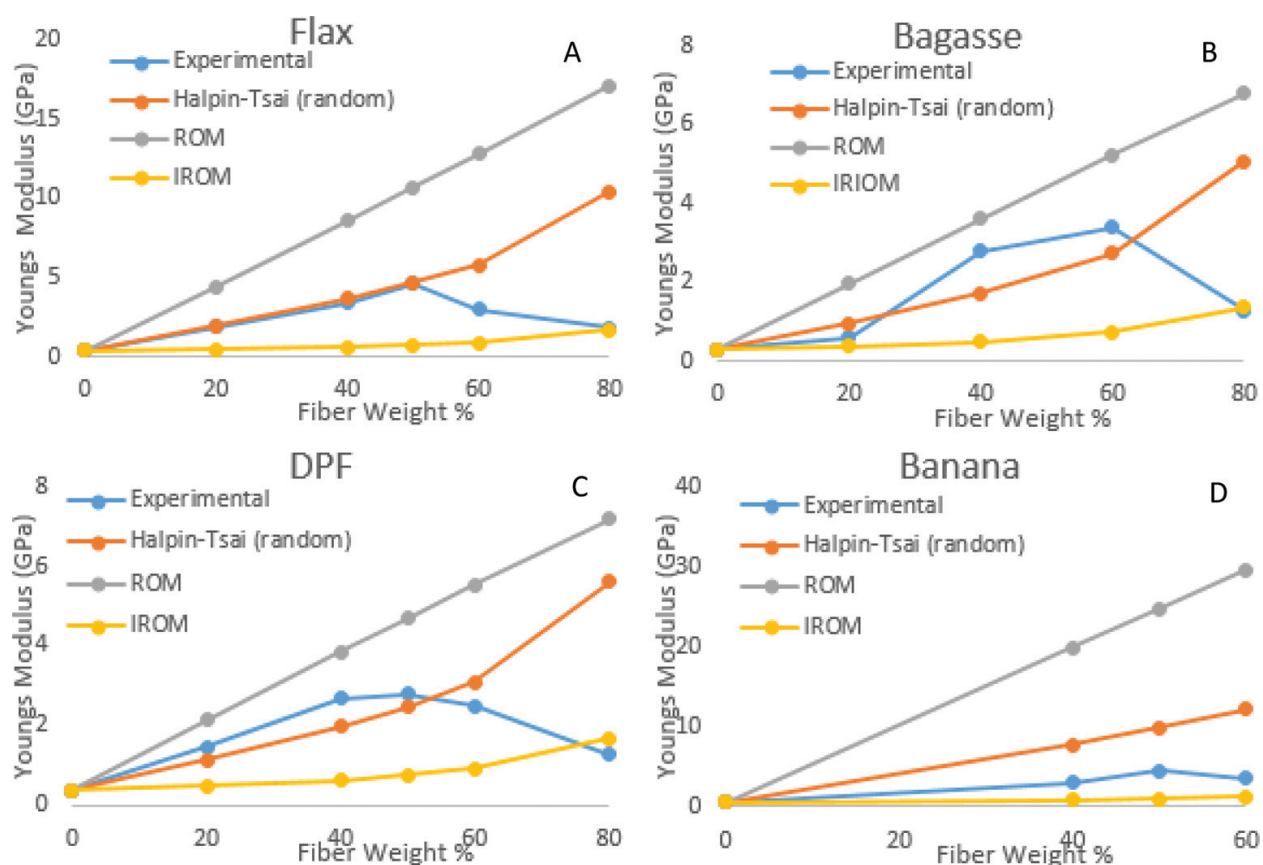 Flax
A
Experimental
Halpin-Tsai (random)
ROM
IROM
Youngs Modulus (GPa)
20
15
10
5
0
0 20 40 60 80
Fiber Weight %
Bagasse
B
Experimental
Halpin-Tsai (random)
ROM
IRIOM
Youngs Modulus (GPa)
8
6
4
2
0
0 20 40 60 80
Fiber Weight %
DPF
C
Experimental
Halpin-Tsai (random)
ROM
IROM
Youngs Modulus (GPa)
8
6
4
2
0
0 20 40 60 80
Fiber Weight %
Banana
D
Experimental
Halpin-Tsai (random)
ROM
IROM
Youngs Modulus (GPa)
40
30
20
10
0
0 20 40 60
Fiber Weight %